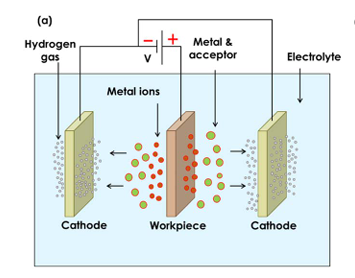 (a)
Hydrogen
gas
− +
V
Metal &
acceptor
Electrolyte
Metal ions
Cathode
Workpiece
Cathode